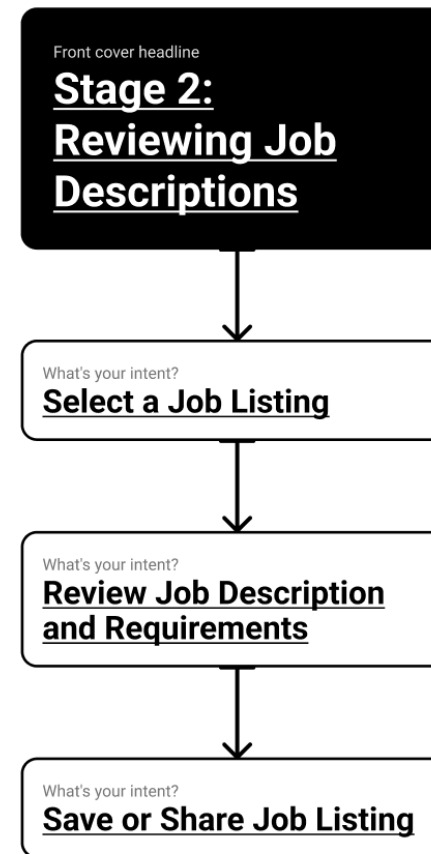 Front cover headline
Stage 2:
Reviewing Job
Descriptions
What's your intent?
Select a Job Listing
What's your intent?
Review Job Description
and Requirements
What's your intent?
Save or Share Job Listing